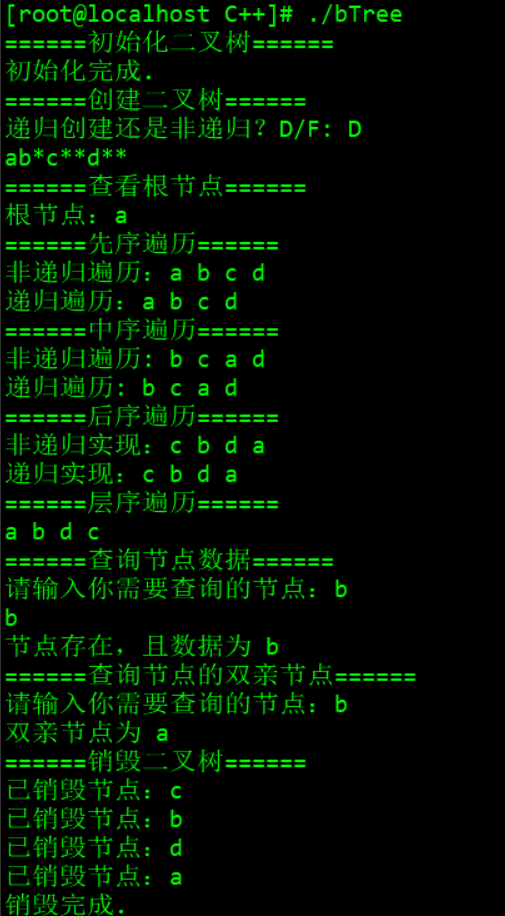 [root@localhost C++]# ./bTree
======初始化二叉树======
初始化完成.
======创建二叉树======
递归创建还是非递归？D/F: D
ab*c**d**
======查看根节点======
根节点：a
======先序遍历======
非递归遍历：a b c d
递归遍历：a b c d
======中序遍历======
非递归遍历: b c a d
递归遍历: b c a d
======后序遍历======
非递归实现：c b d a
递归实现：c b d a
======层序遍历======
a b d c
======查询节点数据======
请输入你需要查询的节点：b
b
节点存在，且数据为 b
======查询节点的双亲节点======
请输入你需要查询的节点：b
双亲节点为 a
======销毁二叉树======
已销毁节点：c
已销毁节点：b
已销毁节点：d
已销毁节点：a
销毁完成.